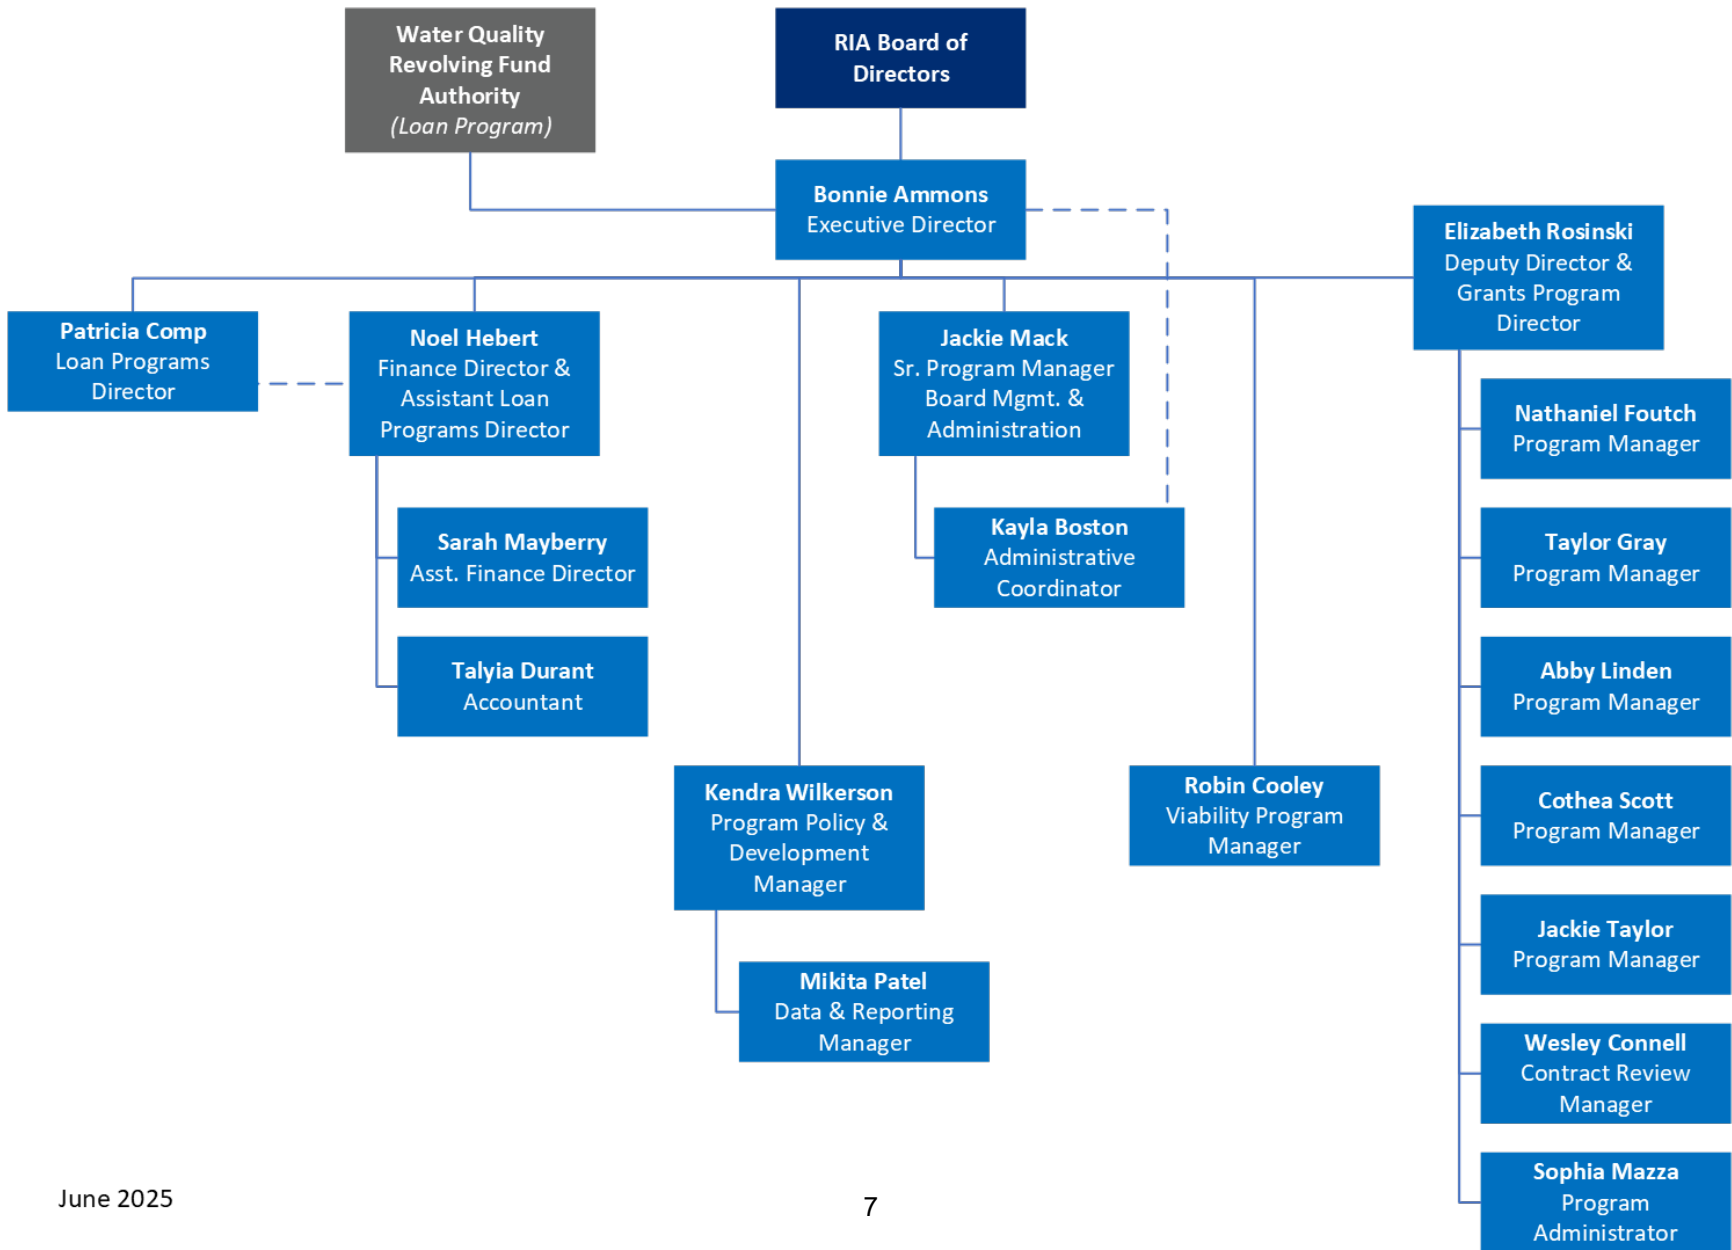 Water Quality
Revolving Fund
Authority
(Loan Program)
RIA Board of
Directors
Bonnie Ammons
Executive Director
Elizabeth Rosinski
Deputy Director &
Grants Program
Director
Patricia Comp
Loan Programs
Director
Noel Hebert
Finance Director &
Assistant Loan
Programs Director
Jackie Mack
Sr. Program Manager
Board Mgmt. &
Administration
Nathaniel Foutch
Program Manager
Sarah Mayberry
Asst. Finance Director
Kayla Boston
Administrative
Coordinator
Taylor Gray
Program Manager
Talyia Durant
Accountant
Abby Linden
Program Manager
Kendra Wilkerson
Program Policy &
Development
Manager
Robin Cooley
Viability Program
Manager
Cothea Scott
Program Manager
Jackie Taylor
Program Manager
Mikita Patel
Data & Reporting
Manager
Wesley Connell
Contract Review
Manager
Sophia Mazza
Program
Administrator
June 2025
7